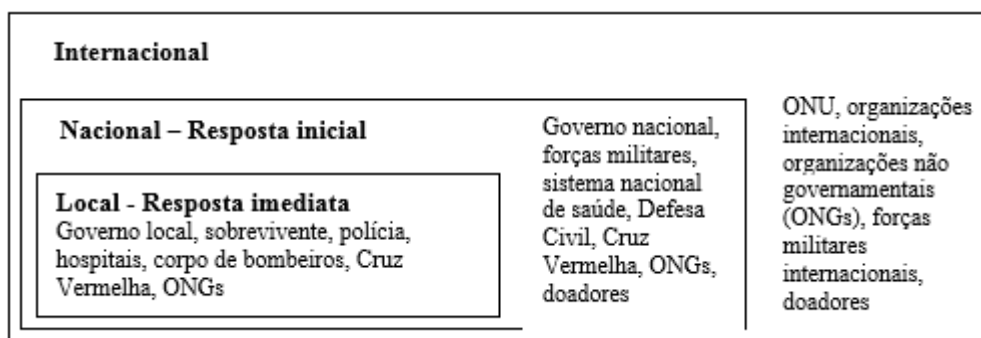 Internacional
Nacional – Resposta inicial
Local - Resposta imediata
Governo local, sobrevivente, polícia,
hospitais, corpo de bombeiros, Cruz
Vermelha, ONGs
Governo nacional,
forças militares,
sistema nacional
de saúde, Defesa
Civil, Cruz
Vermelha, ONGs,
doadores
ONU, organizações
internacionais,
organizações não
governamentais
(ONGs), forças
militares
internacionais,
doadores